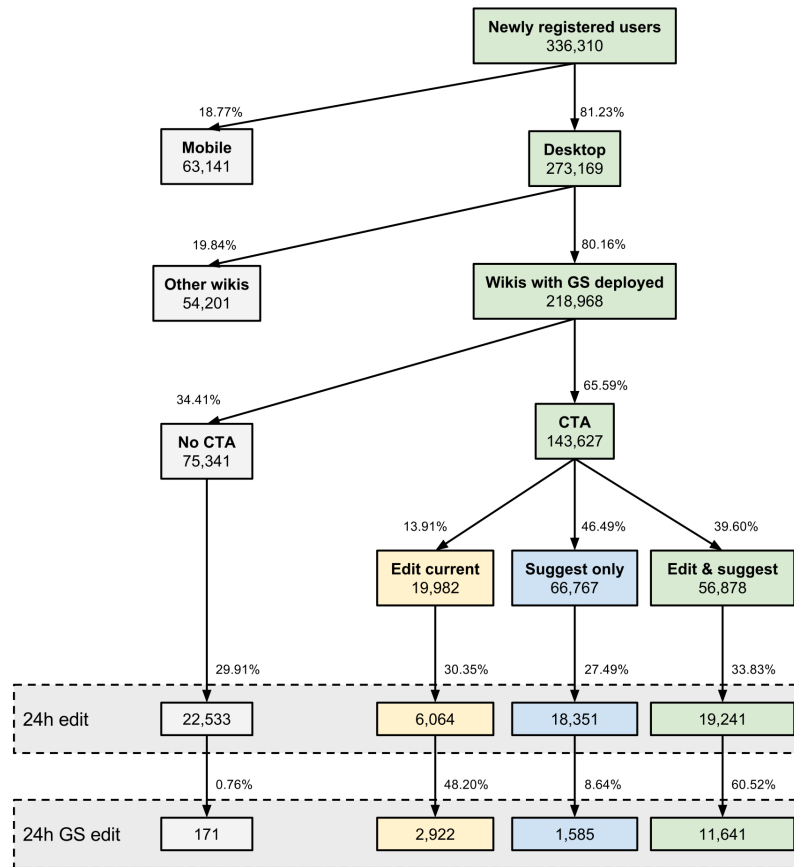 Newly registered users
336,310
18.77%
81.23%
Mobile
63,141
Desktop
273,169
19.84%
80.16%
Other wikis
54,201
Wikis with GS deployed
218,968
34.41%
65.59%
No CTA
75,341
CTA
143,627
13.91%
46.49%
39.60%
Edit current
19,982
Suggest only
66,767
Edit & suggest
56,878
29.91%
30.35%
27.49%
33.83%
24h edit
22,533
6,064
18,351
19,241
0.76%
48.20%
8.64%
60.52%
24h GS edit
171
2,922
1,585
11,641